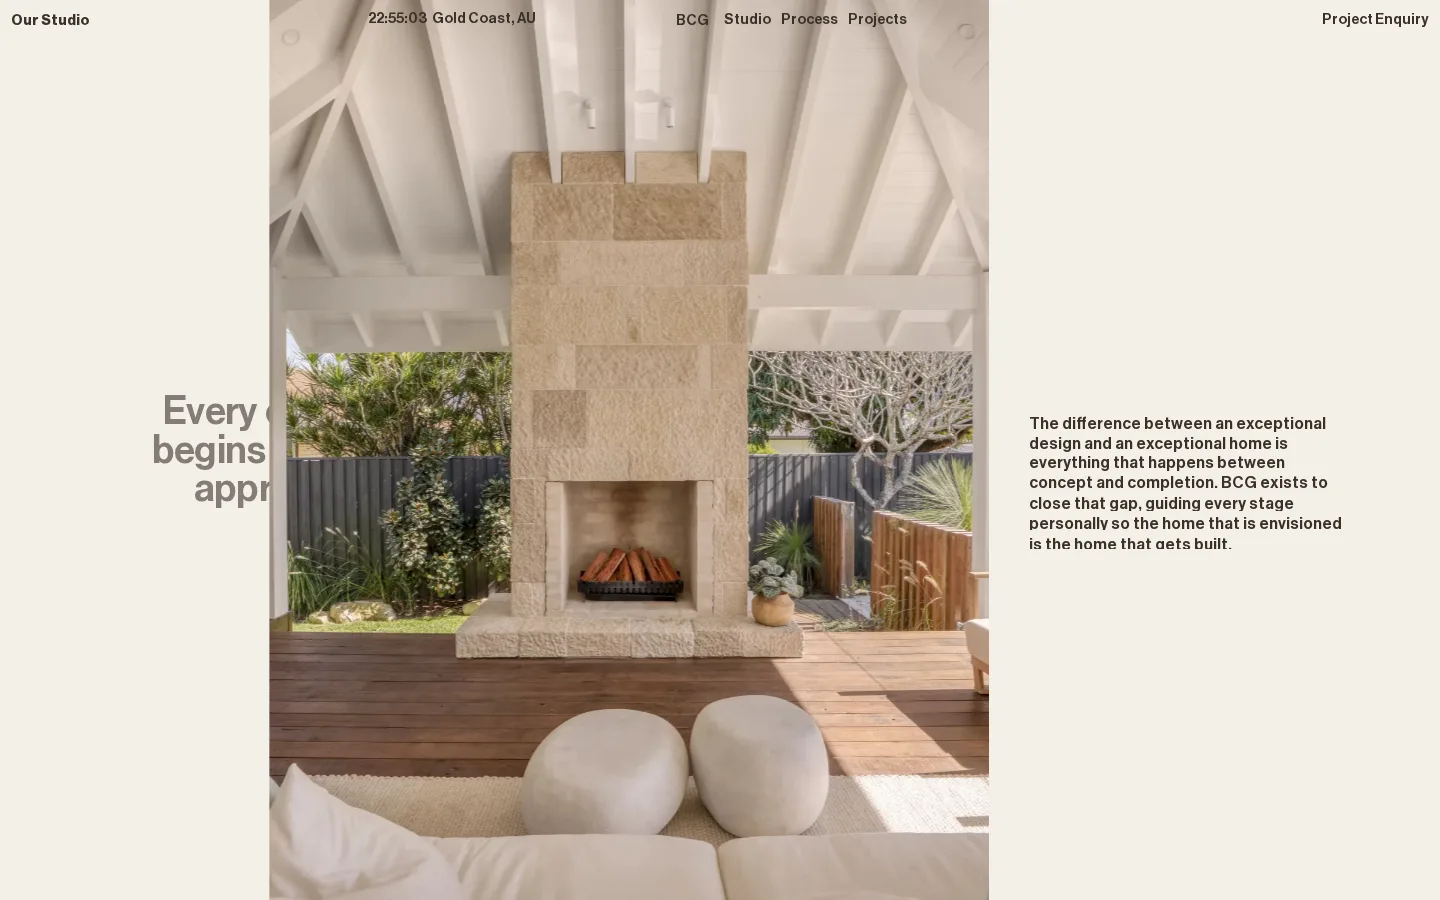 Our Studio
22:55:03 Gold Coast, AU
BCG Studio Process Projects
Project Enquiry
Every
begins
appr
The difference between an exceptional
design and an exceptional home is
everything that happens between
concept and completion. BCG exists to
close that gap, guiding every stage
personally so the home that is envisioned
is the home that gets built.